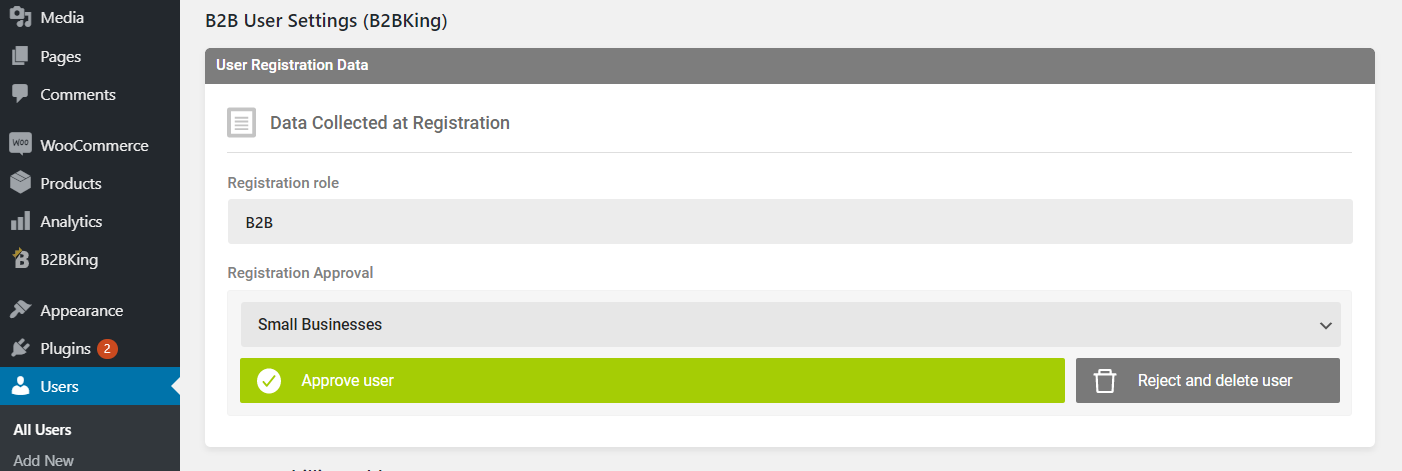 Media
Pages
Comments
Woo
WooCommerce
Products
Analytics
B2BKing
Appearance
Plugins 2
Users
All Users
Add New
B2B User Settings (B2BKing)
User Registration Data
Data Collected at Registration
Registration role
B2B
Registration Approval
Small Businesses
Approve user
Reject and delete user